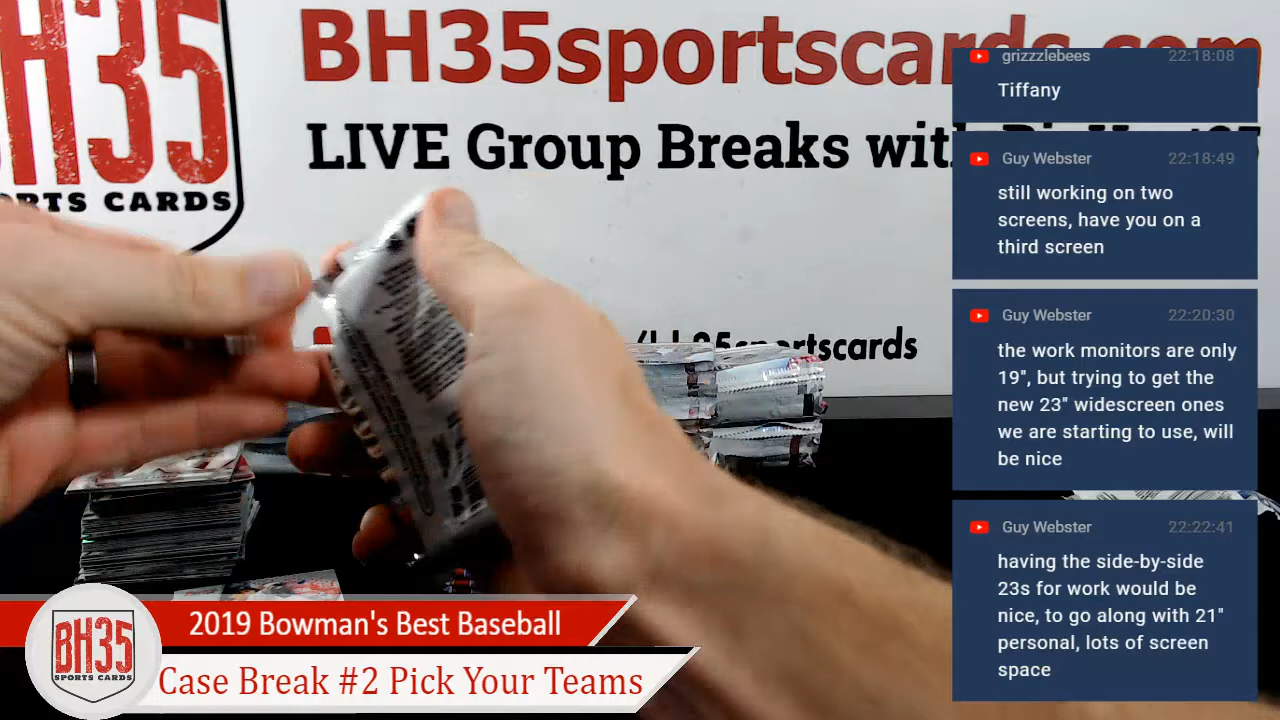 BH35
SPORTS CARDS
BH35sportscards.com
LIVE Group Breaks with
grizzzlebees 22:18:08
Tiffany
Guy Webster 22:18:49
still working on two
screens, have you on a
third screen
Guy Webster 22:20:30
the work monitors are only
19", but trying to get the
new 23" widescreen ones
we are starting to use, will
be nice
Guy Webster 22:22:41
having the side-by-side
23s for work would be
nice, to go along with 21"
personal, lots of screen
space
2019 Bowman's Best Baseball
Case Break #2 Pick Your Teams
BH35
SPORTS CARDS